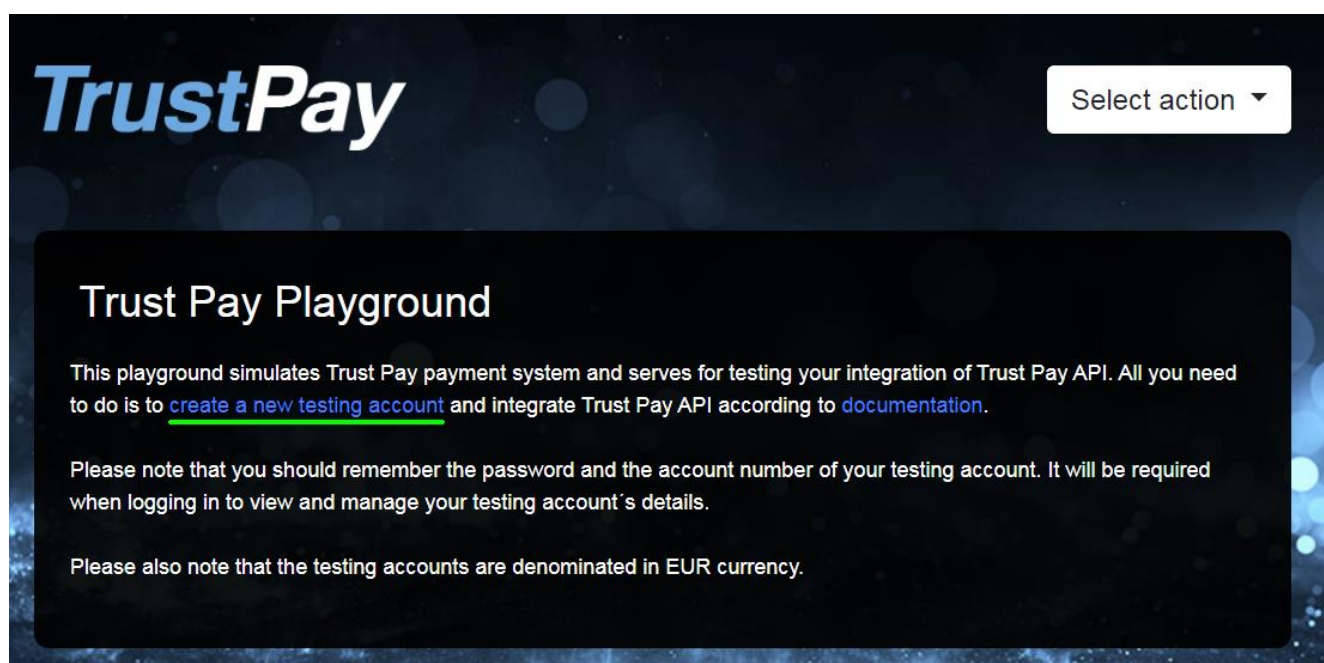 TrustPay
Select action
Trust Pay Playground
This playground simulates Trust Pay payment system and serves for testing your integration of Trust Pay API. All you need
to do is to create a new testing account and integrate Trust Pay API according to documentation.
Please note that you should remember the password and the account number of your testing account. It will be required
when logging in to view and manage your testing account´s details.
Please also note that the testing accounts are denominated in EUR currency.